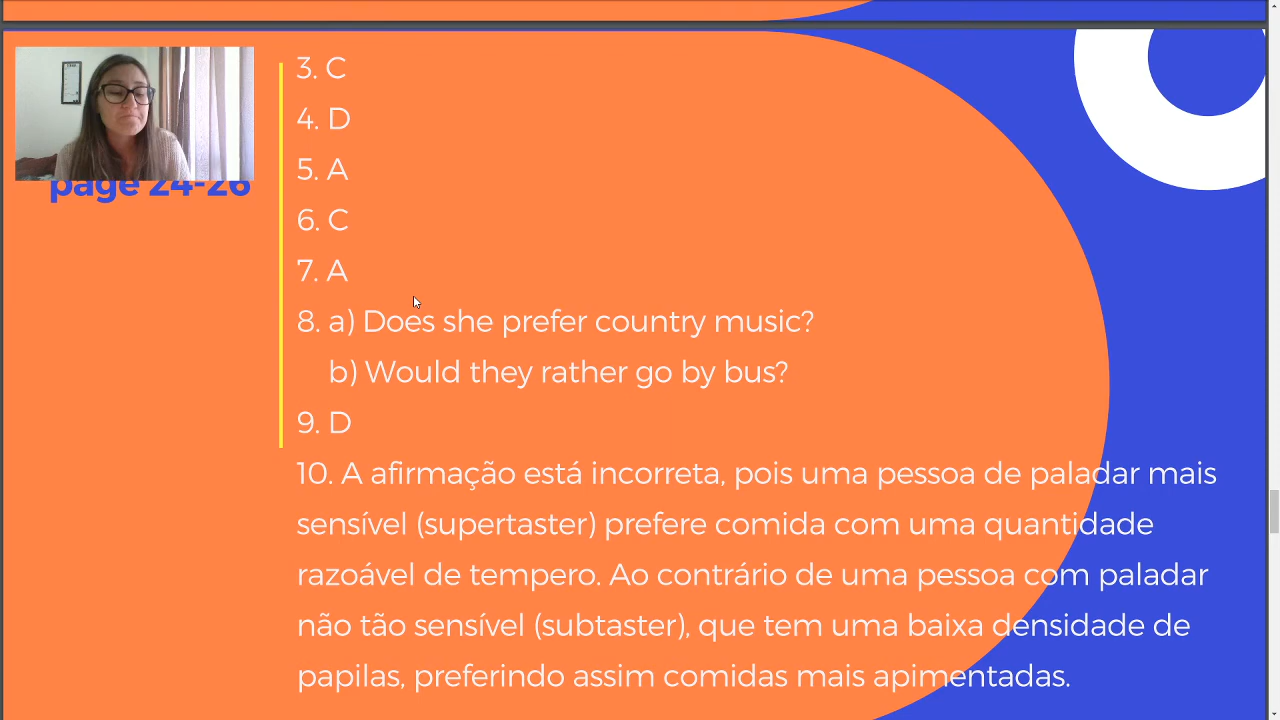 page 24-26
3. C
4. D
5. A
6. C
7. A
8. a) Does she prefer country music?
b) Would they rather go by bus?
9. D
10. A afirmação está incorreta, pois uma pessoa de paladar mais
sensível (supertaster) prefere comida com uma quantidade
razoável de tempero. Ao contrário de uma pessoa com paladar
não tão sensível (subtaster), que tem uma baixa densidade de
papilas, preferindo assim comidas mais apimentadas.